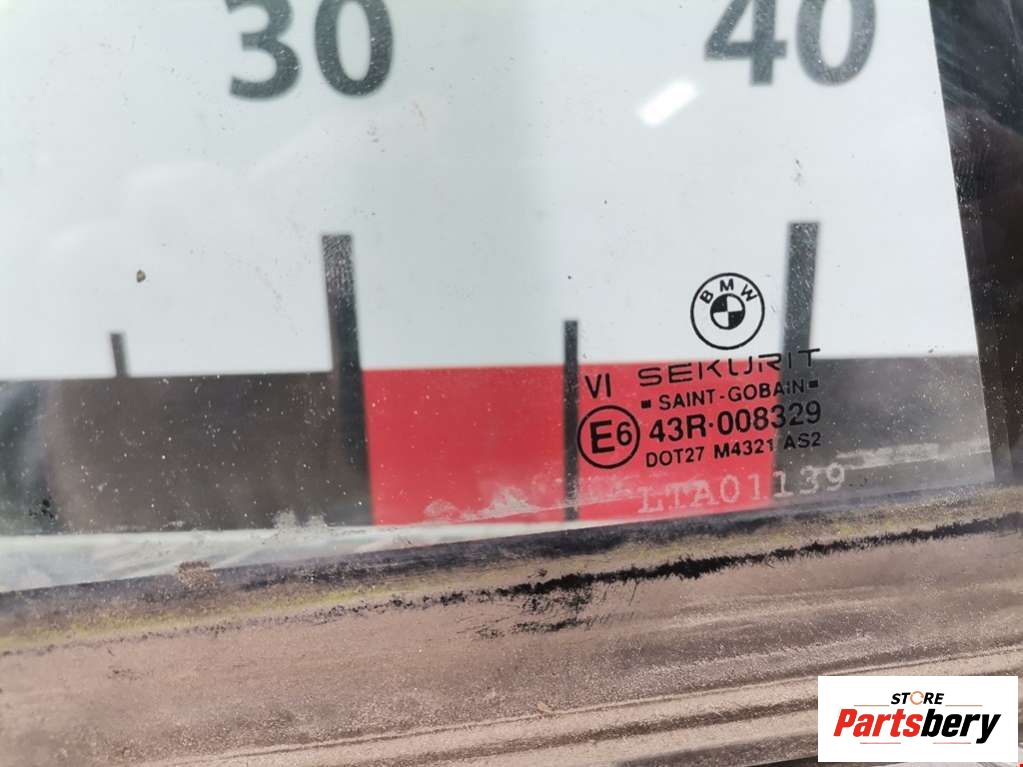 30 40
BMW
VI SEKURIT
SAINT-GOBAIN
E6 43R·008329
DOT27 M4321 AS2
LTA01139
STORE
Partsbery